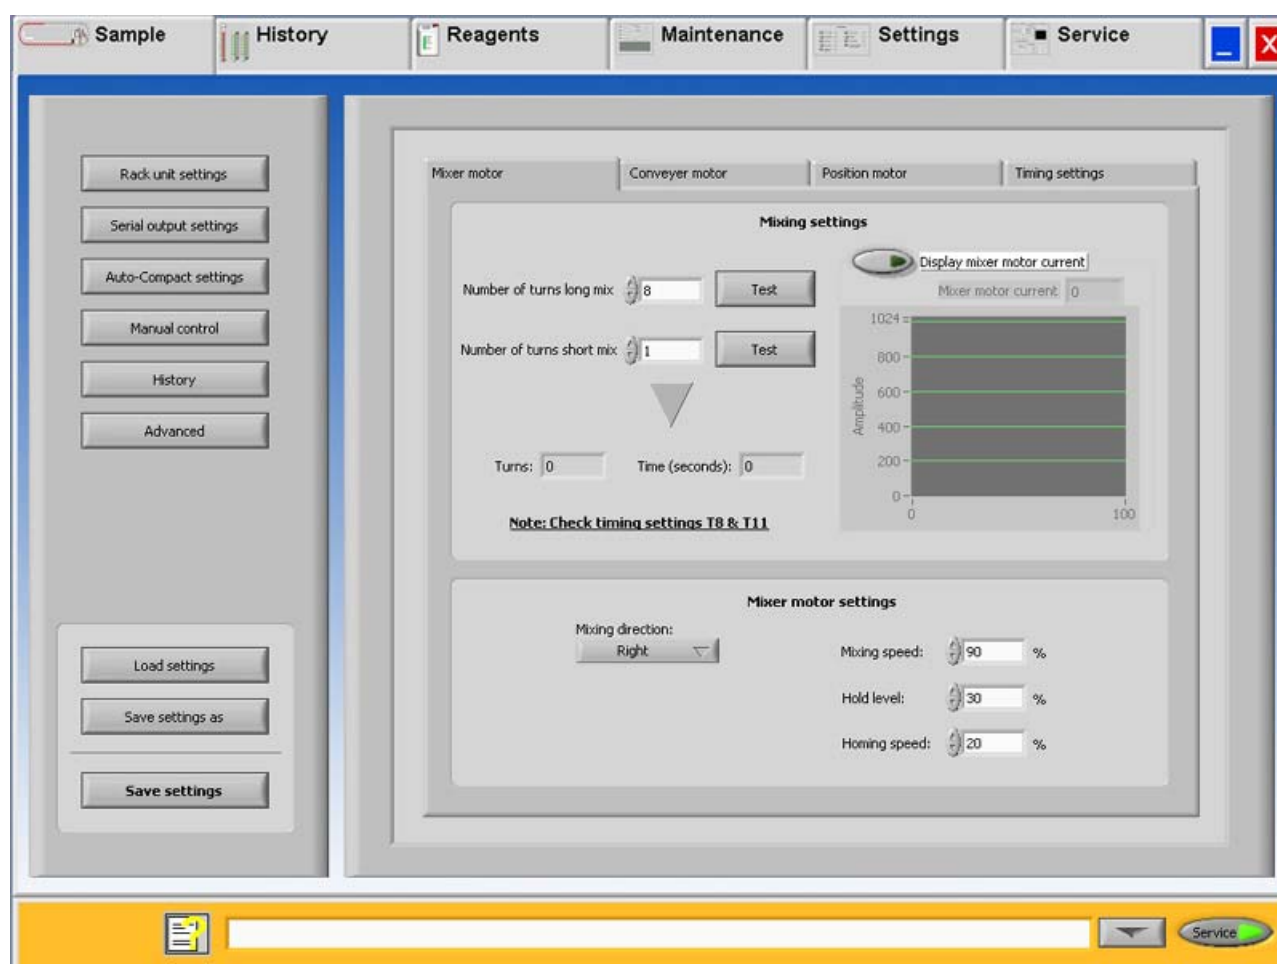 Sample
History
Reagents
Maintenance
Settings
Service
Rack unit settings
Serial output settings
Auto-Compact settings
Manual control
History
Advanced
Load settings
Save settings as
Save settings
Mixer motor
Conveyer motor
Position motor
Timing settings
Mixing settings
Number of turns long mix 8 Test
Number of turns short mix 1 Test
Turns: 0 Time (seconds): 0
Note: Check timing settings T8 & T11
Display mixer motor current
Mixer motor current 0
Amplitude
1024
800
600
400
200
0
0 100
Mixer motor settings
Mixing direction:
Right
Mixing speed: 90 %
Hold level: 30 %
Homing speed: 20 %
Service